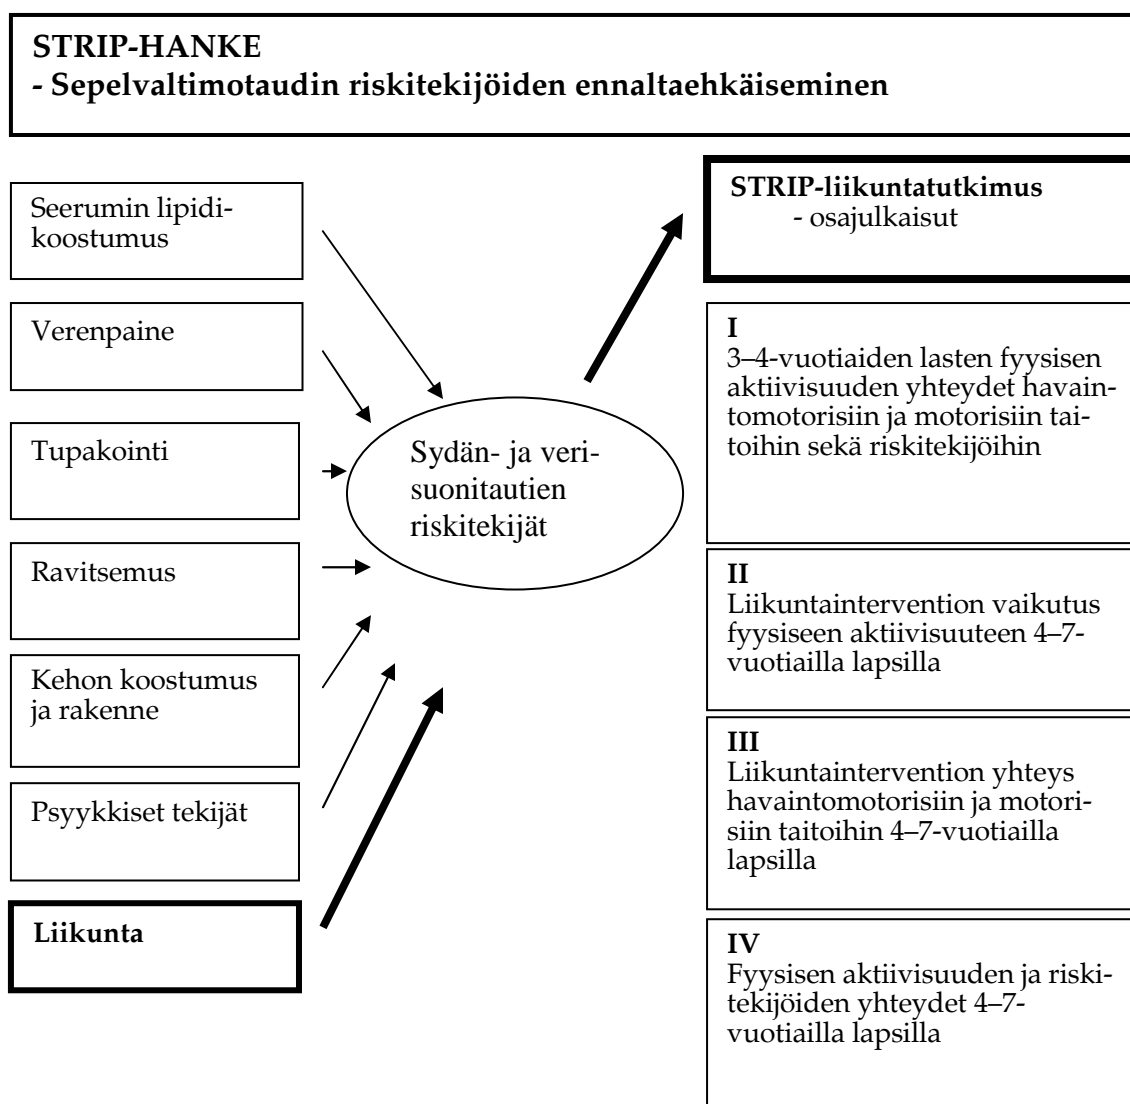 STRIP-HANKE
- Sepelvaltimotaudin riskitekijöiden ennaltaehkäiseminen
Seerumin lipidi-
koostumus
Verenpaine
Tupakointi
Ravitsemus
Kehon koostumus
ja rakenne
Psyykkiset tekijät
Liikunta
Sydän- ja veri-
suonitautien
riskitekijät
STRIP-liikuntatutkimus
- osajulkaisut
I
3–4-vuotiaiden lasten fyysisen
aktiivisuuden yhteydet havain-
tomotorisiin ja motorisiin tai-
toihin sekä riskitekijöihin
II
Liikuntaintervention vaikutus
fyysiseen aktiivisuuteen 4–7-
vuotiailla lapsilla
III
Liikuntaintervention yhteys
havaintomotorisiin ja motori-
siin taitoihin 4–7-vuotiailla
lapsilla
IV
Fyysisen aktiivisuuden ja riski-
tekijöiden yhteydet 4–7-
vuotiailla lapsilla